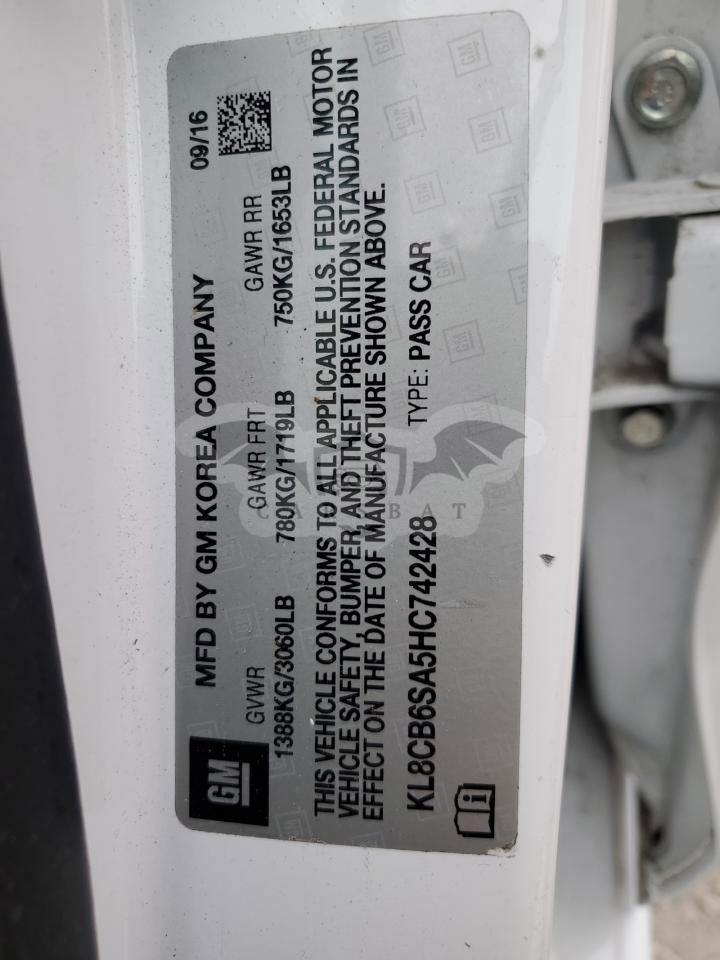 MFD BY GM KOREA COMPANY 09/16
GM
GVWR GAWR FRT GAWR RR
1388KG/3060LB 780KG/1719LB 750KG/1653LB
THIS VEHICLE CONFORMS TO ALL APPLICABLE U.S. FEDERAL MOTOR
VEHICLE SAFETY, BUMPER, AND THEFT PREVENTION STANDARDS IN
EFFECT ON THE DATE OF MANUFACTURE SHOWN ABOVE.
KL8CB6SA5HC742428 TYPE: PASS CAR